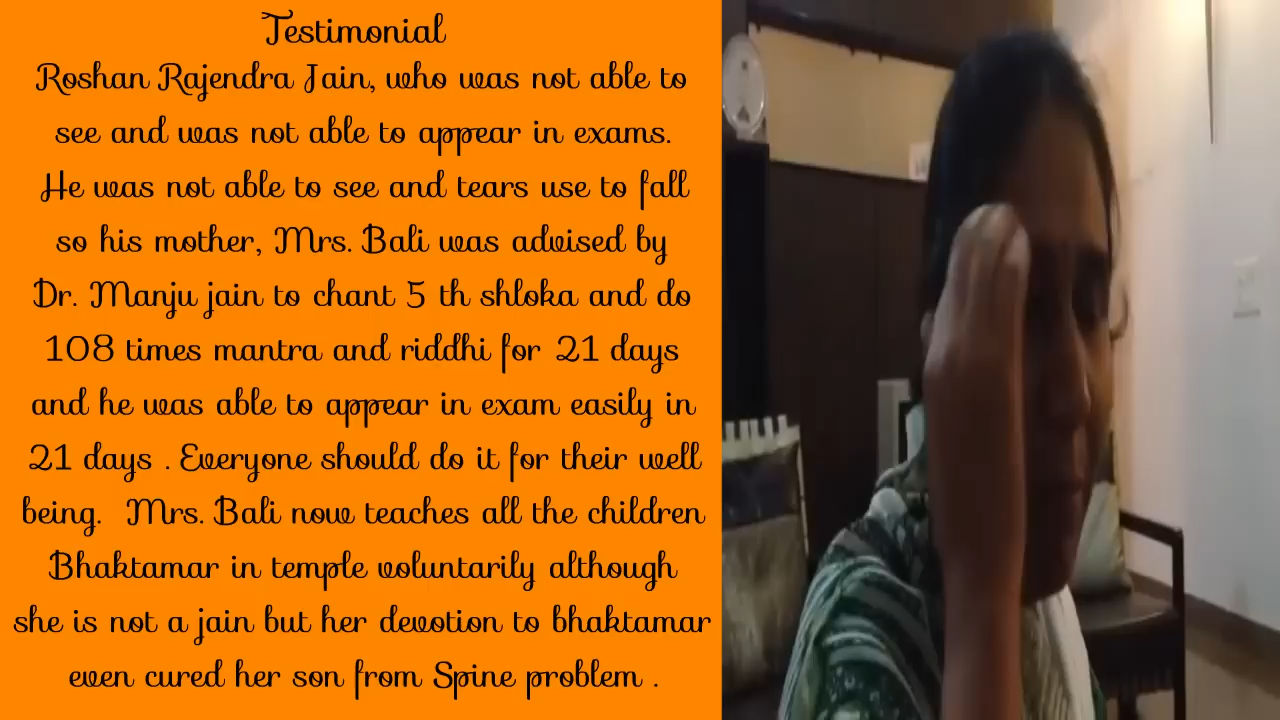 Testimonial
Roshan Rajendra Jain, who was not able to
see and was not able to appear in exams.
He was not able to see and tears use to fall
so his mother, Mrs. Bali was advised by
Dr. Manju jain to chant 5 th shloka and do
108 times mantra and riddhi for 21 days
and he was able to appear in exam easily in
21 days . Everyone should do it for their well
being. Mrs. Bali now teaches all the children
Bhaktamar in temple voluntarily although
she is not a jain but her devotion to bhaktamar
even cured her son from Spine problem .